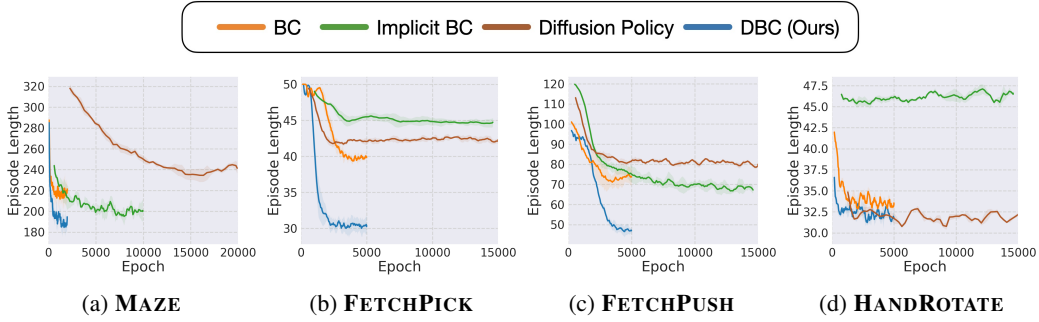 BC Implicit BC Diffusion Policy DBC (Ours)
320
300
280
260
240
220
200
180
Episode Length
0 5000 10000 15000 20000
Epoch
(a) MAZE
50
45
40
35
30
Episode Length
0 5000 10000 15000
Epoch
(b) FETCHPICK
120
110
100
90
80
70
60
50
Episode Length
0 5000 10000 15000
Epoch
(c) FETCHPUSH
47.5
45.0
42.5
40.0
37.5
35.0
32.5
30.0
Episode Length
0 5000 10000 15000
Epoch
(d) HANDROTATE